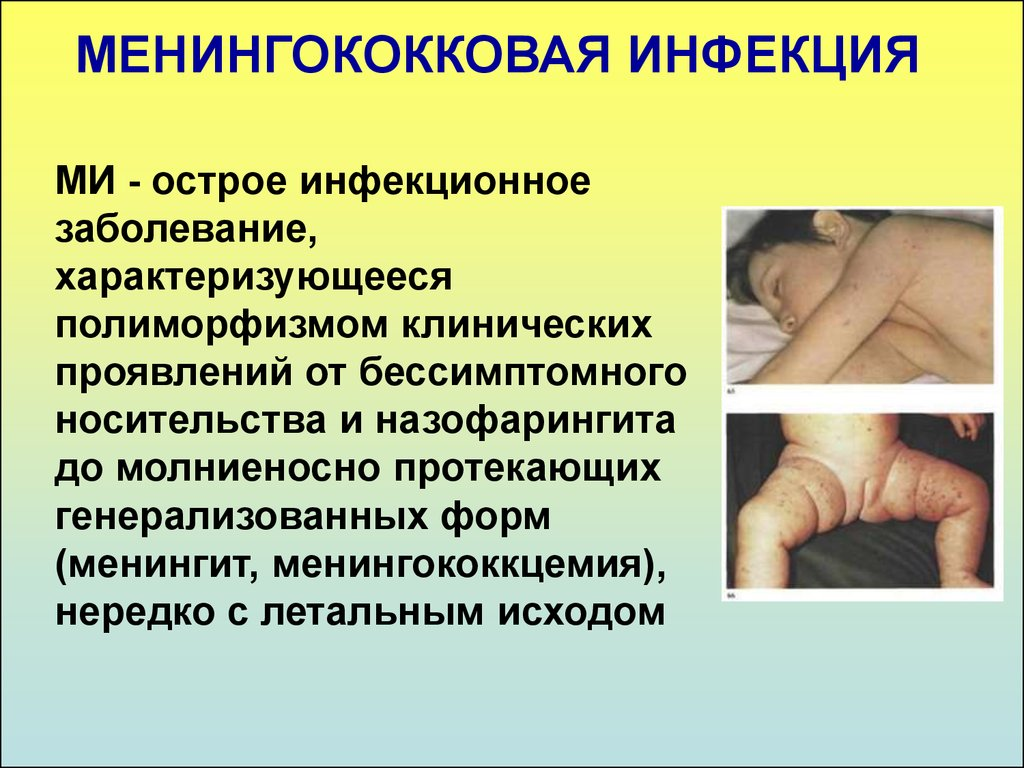 МЕНИНГОКОККОВАЯ ИНФЕКЦИЯ
МИ - острое инфекционное
заболевание,
характеризующееся
полиморфизмом клинических
проявлений от бессимптомного
носительства и назофарингита
до молниеносно протекающих
генерализованных форм
(менингит, менингококкцемия),
нередко с летальным исходом